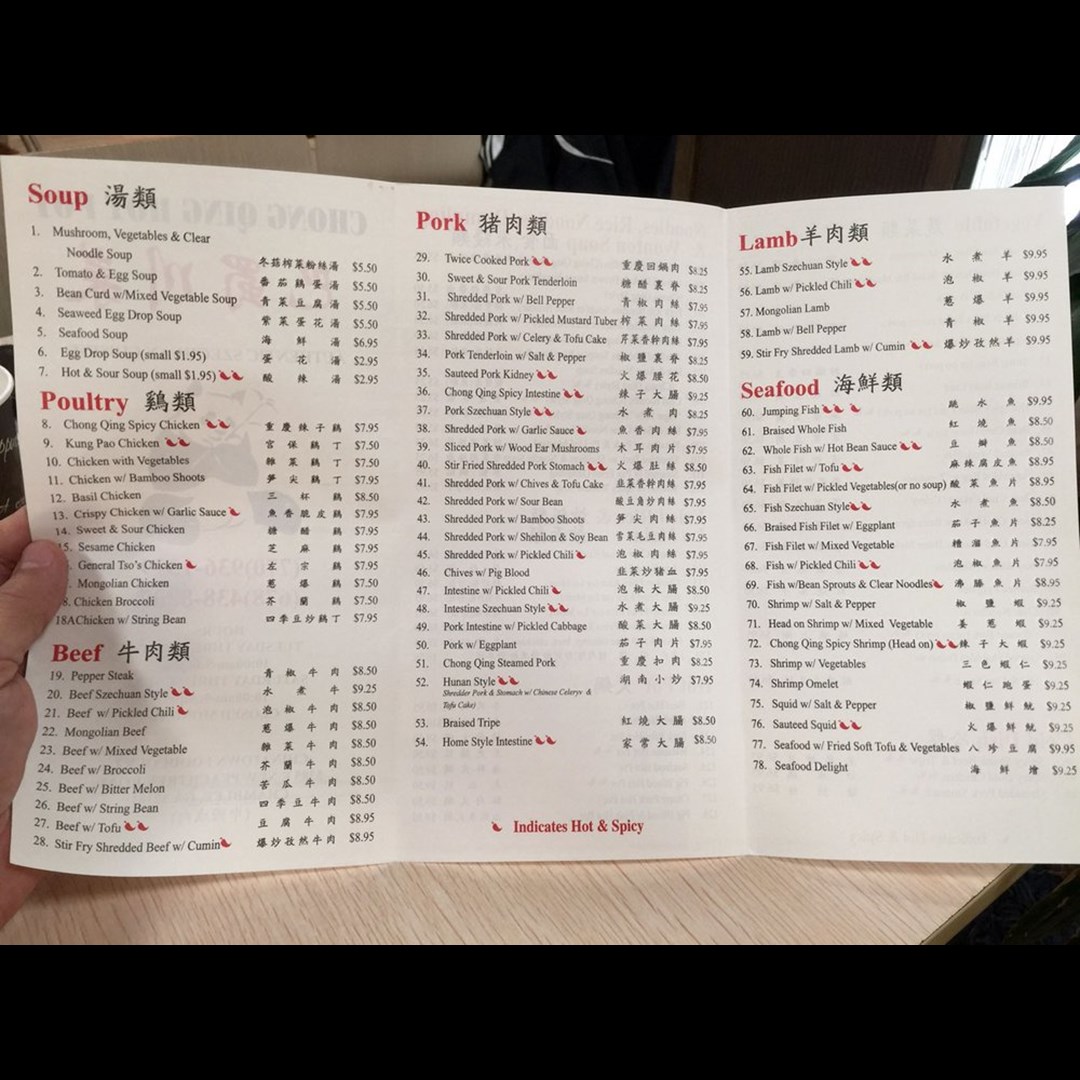 Soup 湯類
1. Mushroom, Vegetables & Clear
Noodle Soup 冬菇榨菜粉絲湯 $5.50
2. Tomato & Egg Soup 番茄鷄蛋湯 $5.50
3. Bean Curd w/Mixed Vegetable Soup 青菜豆腐湯 $5.50
4. Seaweed Egg Drop Soup 紫菜蛋花湯 $5.50
5. Seafood Soup 海鮮湯 $6.95
6. Egg Drop Soup (small $1.95) 蛋花湯 $2.95
7. Hot & Sour Soup (small $1.95) 酸辣湯 $2.95
Poultry 鷄類
8. Chong Qing Spicy Chicken 重慶辣子鷄 $7.95
9. Kung Pao Chicken 宮保鷄丁 $7.50
10. Chicken with Vegetables 雜菜鷄丁 $7.50
11. Chicken w/ Bamboo Shoots 笋尖鷄丁 $7.95
12. Basil Chicken 三杯鷄 $8.50
13. Crispy Chicken w/ Garlic Sauce 魚香脆皮鷄 $7.95
14. Sweet & Sour Chicken 糖醋鷄 $7.95
15. Sesame Chicken 芝麻鷄 $7.95
. General Tso's Chicken 左宗鷄 $7.95
. Mongolian Chicken 葱爆鷄 $7.50
8. Chicken Broccoli 芥蘭鷄 $7.50
18AChicken w/ String Bean 四季豆炒鷄丁 $7.95
Beef 牛肉類
19. Pepper Steak 青椒牛肉 $8.50
20. Beef Szechuan Style 水煮牛 $9.25
21. Beef w/ Pickled Chili 泡椒牛肉 $8.50
22. Mongolian Beef 葱爆牛肉 $8.50
23. Beef w/ Mixed Vegetable 雜菜牛肉 $8.50
24. Beef w/ Broccoli 芥蘭牛肉 $8.50
25. Beef w/ Bitter Melon 苦瓜牛肉 $8.50
26. Beef w/ String Bean 四季豆牛肉 $8.50
27. Beef w/ Tofu 豆腐牛肉 $8.95
28. Stir Fry Shredded Beef w/ Cumin 爆炒孜然牛肉 $8.95
Pork 猪肉類
29. Twice Cooked Pork 重慶回鍋肉 $8.25
30. Sweet & Sour Pork Tenderloin 糖醋裏脊 $8.25
31. Shredded Pork w/ Bell Pepper 青椒肉絲 $7.95
32. Shredded Pork w/ Pickled Mustard Tuber 榨菜肉絲 $7.95
33. Shredded Pork w/ Celery & Tofu Cake 芹菜香幹肉絲 $7.95
34. Pork Tenderloin w/ Salt & Pepper 椒鹽裏脊 $8.25
35. Sauteed Pork Kidney 火爆腰花 $8.50
36. Chong Qing Spicy Intestine 辣子大腸 $9.25
37. Pork Szechuan Style 水煮肉 $8.25
38. Shredded Pork w/ Garlic Sauce 魚香肉絲 $7.95
39. Sliced Pork w/ Wood Ear Mushrooms 木耳肉片 $7.95
40. Stir Fried Shredded Pork Stomach 火爆肚絲 $8.50
41. Shredded Pork w/ Chives & Tofu Cake 韭菜香幹肉絲 $7.95
42. Shredded Pork w/ Sour Bean 酸豆角炒肉絲 $7.95
43. Shredded Pork w/ Bamboo Shoots 笋尖肉絲 $7.95
44. Shredded Pork w/ Shehilon & Soy Bean 雪菜毛豆肉絲 $7.95
45. Shredded Pork w/ Pickled Chili 泡椒肉絲 $7.95
46. Chives w/ Pig Blood 韭菜炒猪血 $7.95
47. Intestine w/ Pickled Chili 泡椒大腸 $8.50
48. Intestine Szechuan Style 水煮大腸 $9.25
49. Pork Intestine w/ Pickled Cabbage 酸菜大腸 $8.50
50. Pork w/ Eggplant 茄子肉片 $7.95
51. Chong Qing Steamed Pork 重慶扣肉 $8.25
52. Hunan Style 湖南小炒 $7.95
Shredder Pork & Stomach w/ Chinese Celeryv &
Tofu Cake)
53. Braised Tripe 紅燒大腸 $8.50
54. Home Style Intestine 家常大腸 $8.50
Indicates Hot & Spicy
Lamb 羊肉類
55. Lamb Szechuan Style 水煮羊 $9.95
56. Lamb w/ Pickled Chili 泡椒羊 $9.95
57. Mongolian Lamb 葱爆羊 $9.95
58. Lamb w/ Bell Pepper 青椒羊 $9.95
59. Stir Fry Shredded Lamb w/ Cumin 爆炒孜然羊 $9.95
Seafood 海鮮類
60. Jumping Fish 跳水魚 $9.95
61. Braised Whole Fish 紅燒魚 $8.50
62. Whole Fish w/ Hot Bean Sauce 豆瓣魚 $8.50
63. Fish Filet w/ Tofu 麻辣腐皮魚 $8.95
64. Fish Filet w/ Pickled Vegetables(or no soup) 酸菜魚片 $8.95
65. Fish Szechuan Style 水煮魚 $8.50
66. Braised Fish Filet w/ Eggplant 茄子魚片 $8.25
67. Fish Filet w/ Mixed Vegetable 糟溜魚片 $7.95
68. Fish w/ Pickled Chili 泡椒魚片 $7.95
69. Fish w/Bean Sprouts & Clear Noodles 沸騰魚片 $8.95
70. Shrimp w/ Salt & Pepper 椒鹽蝦 $9.25
71. Head on Shrimp w/ Mixed Vegetable 姜葱蝦 $9.25
72. Chong Qing Spicy Shrimp (Head on) 辣子大蝦 $9.25
73. Shrimp w/ Vegetables 三色蝦仁 $9.25
74. Shrimp Omelet 蝦仁跑蛋 $9.25
75. Squid w/ Salt & Pepper 椒鹽鮮魷 $9.25
76. Sauteed Squid 火爆鮮魷 $9.25
77. Seafood w/ Fried Soft Tofu & Vegetables 八珍豆腐 $9.95
78. Seafood Delight 海鮮燴 $9.25